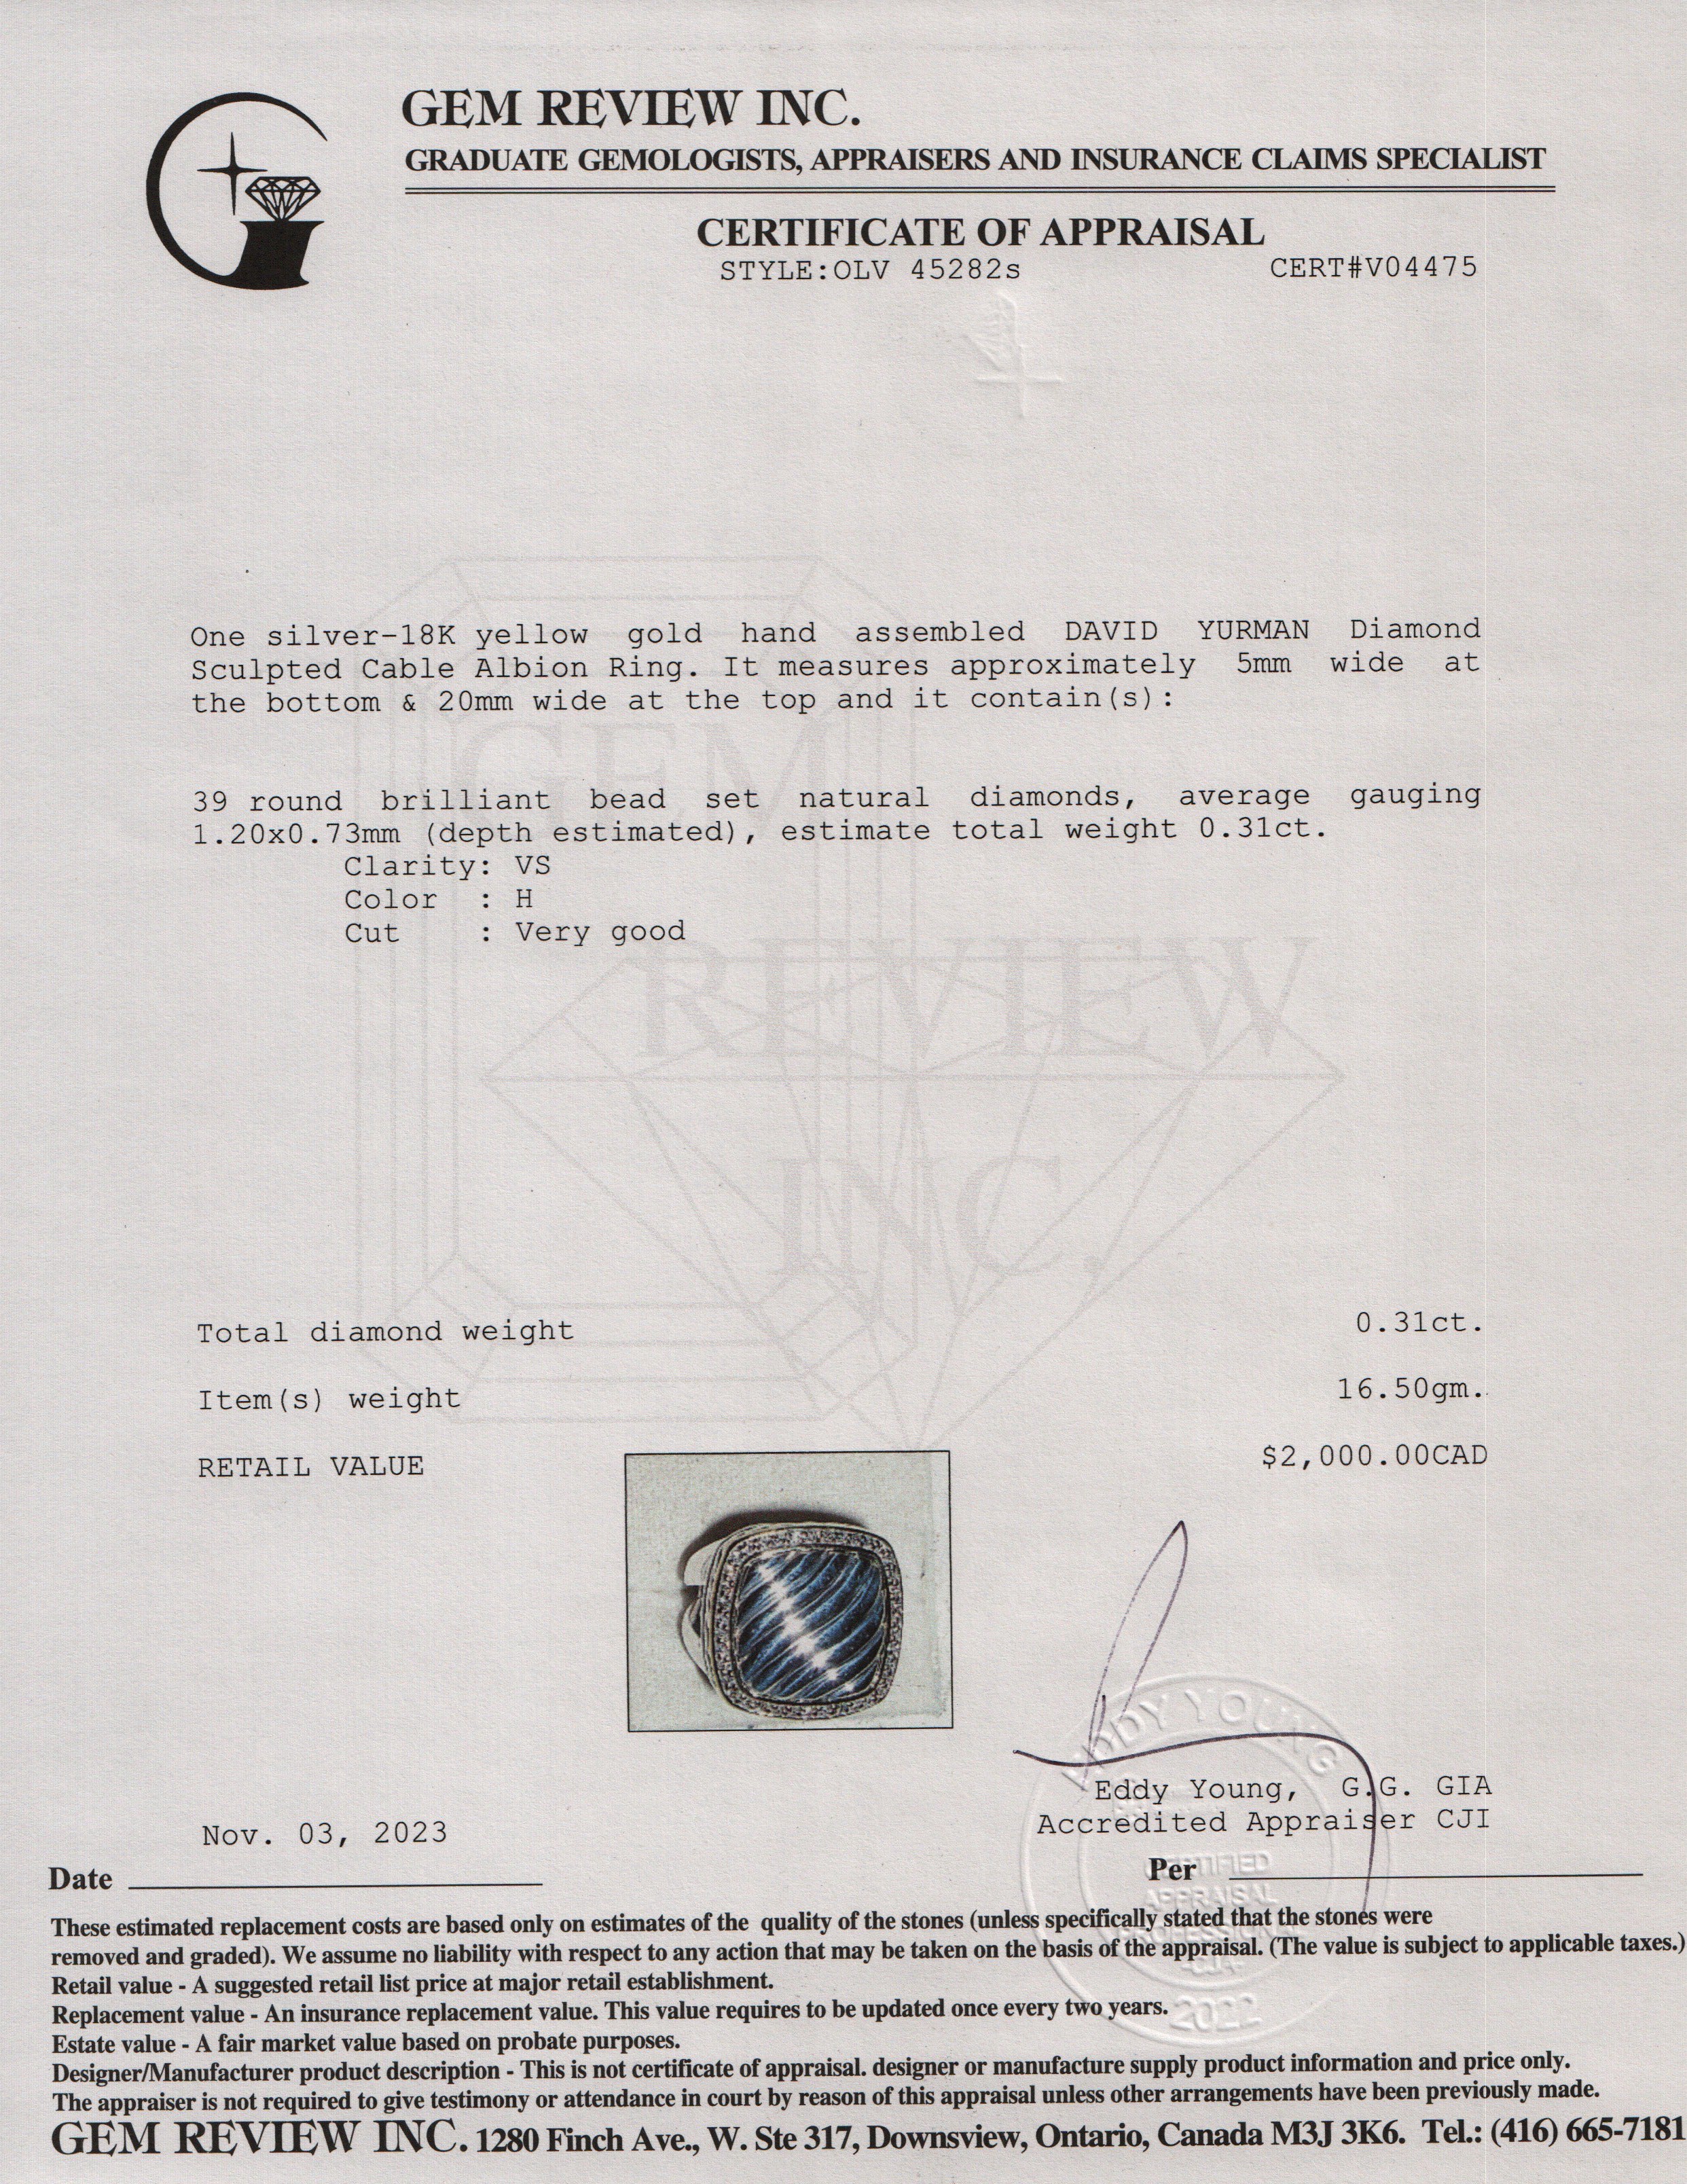 GEM REVIEW INC.
GRADUATE GEMOLOGISTS, APPRAISERS AND INSURANCE CLAIMS SPECIALIST
CERTIFICATE OF APPRAISAL
STYLE:OLV 45282s CERT#V04475
One silver-18K yellow gold hand assembled DAVID YURMAN Diamond
Sculpted Cable Albion Ring. It measures approximately 5mm wide at
the bottom & 20mm wide at the top and it contain(s):
GEM
39 round brilliant bead set natural diamonds, average gauging
1.20x0.73mm (depth estimated), estimate total weight 0.31ct.
Clarity: VS
Color : H
Cut : Very good
REVIEW
INC.
Total diamond weight 0.31ct.
Item(s) weight 16.50gm.
RETAIL VALUE $2,000.00CAD
EDDY YOUNG
Eddy Young, G.G. GIA
Accredited Appraiser CJI
Nov. 03, 2023
Date
Per
CERTIFIED
APPRAISAL
PROFESSIONAL
2022
These estimated replacement costs are based only on estimates of the quality of the stones (unless specifically stated that the stones were
removed and graded). We assume no liability with respect to any action that may be taken on the basis of the appraisal. (The value is subject to applicable taxes.)
Retail value - A suggested retail list price at major retail establishment.
Replacement value - An insurance replacement value. This value requires to be updated once every two years.
Estate value - A fair market value based on probate purposes.
Designer/Manufacturer product description - This is not certificate of appraisal. designer or manufacture supply product information and price only.
The appraiser is not required to give testimony or attendance in court by reason of this appraisal unless other arrangements have been previously made.
GEM REVIEW INC. 1280 Finch Ave., W. Ste 317, Downsview, Ontario, Canada M3J 3K6. Tel.: (416) 665-7181